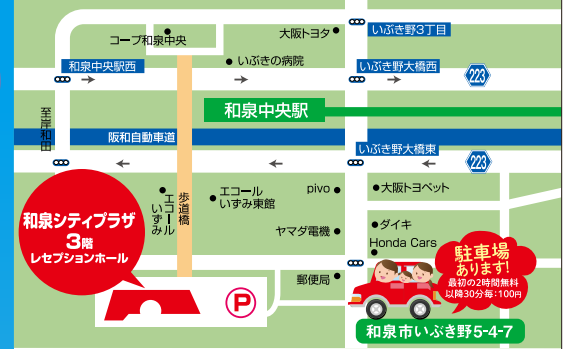 コープ和泉中央
大阪トヨタ
いぶき野3丁目
和泉中央駅西
いぶきの病院
いぶき野大橋西
223
和泉中央駅
至岸和田
阪和自動車道
いぶき野大橋東
223
和泉シティプラザ
3階
レセプションホール
エコール
いずみ
歩道橋
エコール
いずみ東館
pivo
大阪トヨペット
ヤマダ電機
ダイキ
Honda Cars
郵便局
P
駐車場
あります!
最初の2時間無料
以降30分毎:100円
和泉市いぶき野5-4-7